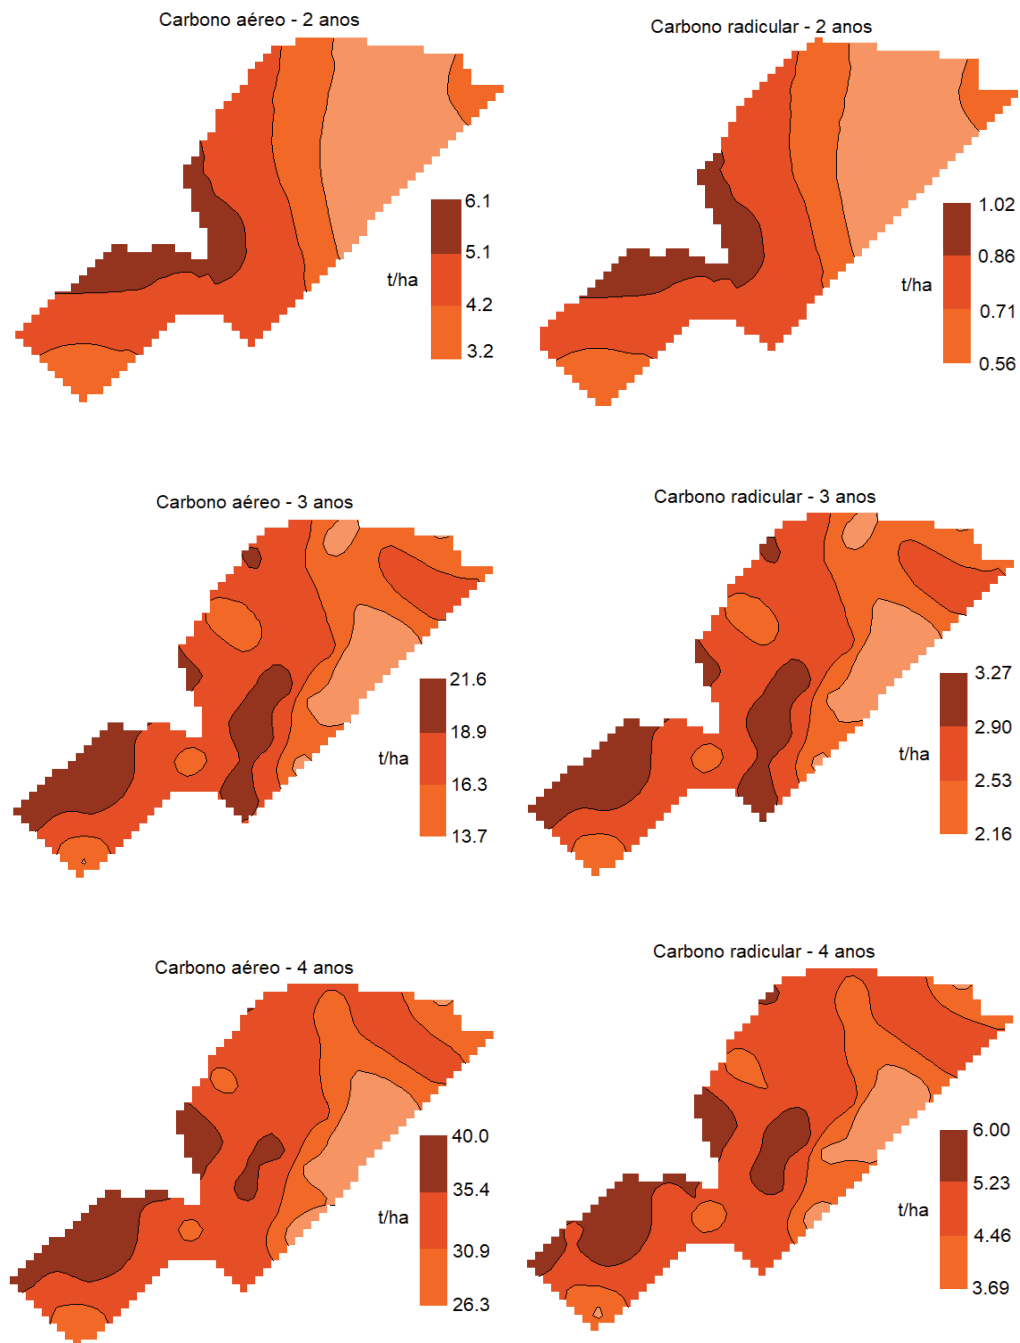 Carbono aéreo - 2 anos
6.1
5.1
t/ha
4.2
3.2
Carbono radicular - 2 anos
1.02
0.86
t/ha
0.71
0.56
Carbono aéreo - 3 anos
21.6
18.9
t/ha
16.3
13.7
Carbono radicular - 3 anos
3.27
2.90
t/ha
2.53
2.16
Carbono aéreo - 4 anos
40.0
35.4
t/ha
30.9
26.3
Carbono radicular - 4 anos
6.00
5.23
t/ha
4.46
3.69